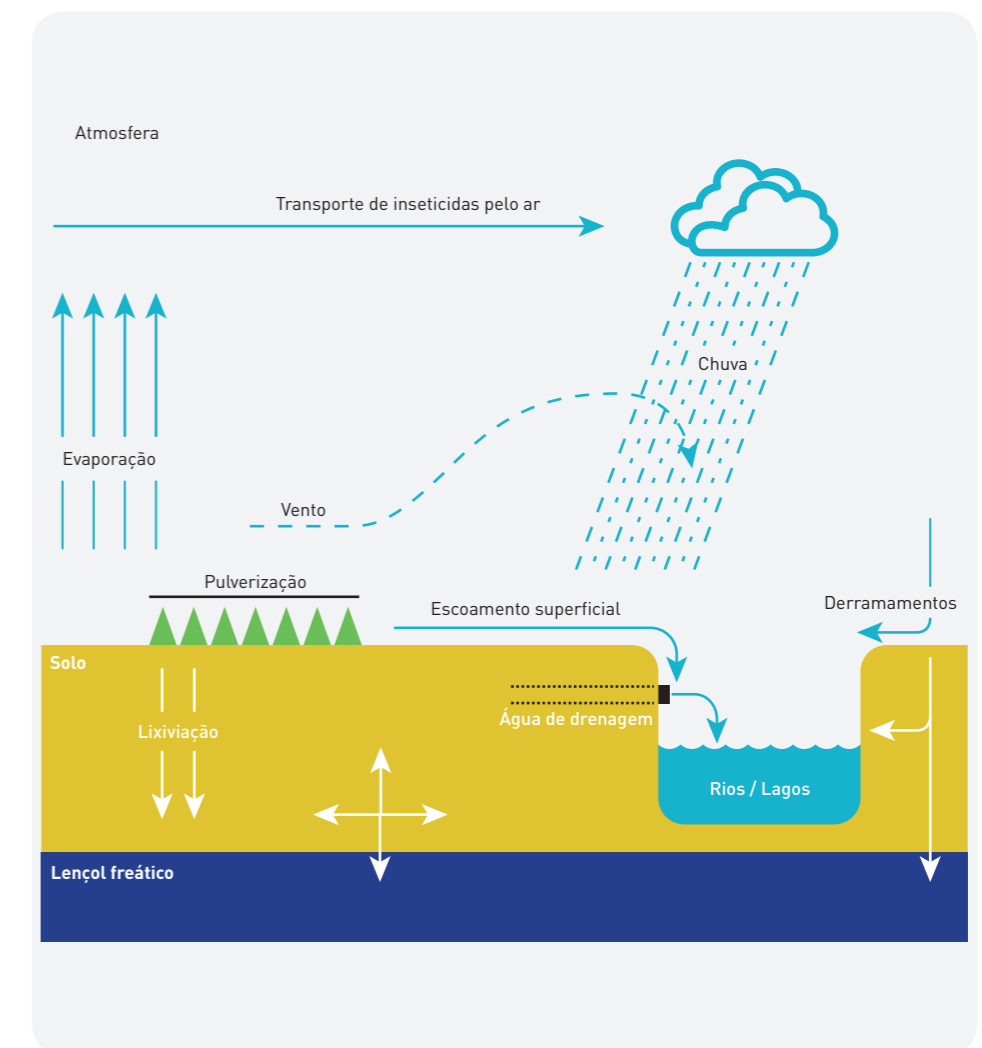 Atmosfera
Transporte de inseticidas pelo ar
Chuva
Evaporação
Vento
Pulverização
Escoamento superficial
Derramamentos
Solo
Água de drenagem
Lixiviação
Rios / Lagos
Lençol freático